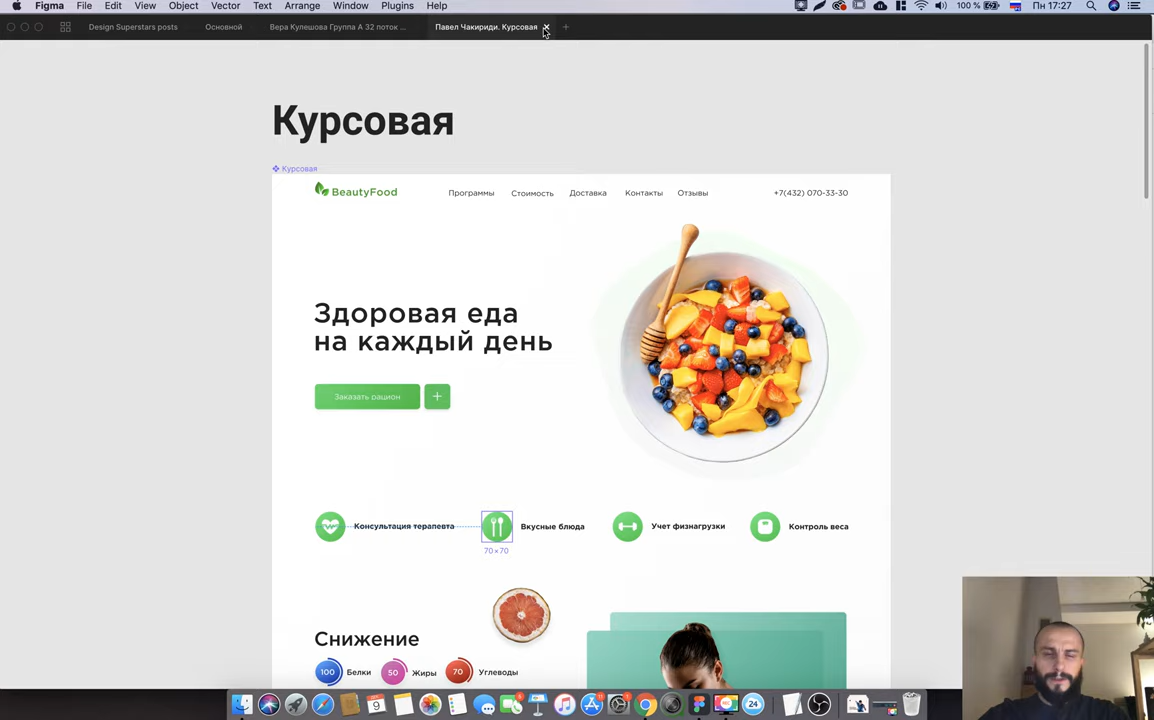 Figma File Edit View Object Vector Text Arrange Window Plugins Help 100 % Пн 17:27
Design Superstars posts Основной Вера Кулешова Группа А 32 поток ... Павел Чакириди. Курсовая
Курсовая
Курсовая
BeautyFood Программы Стоимость Доставка Контакты Отзывы +7(432) 070-33-30
Здоровая еда
на каждый день
Заказать рацион +
Консультация терапевта Вкусные блюда Учет физнагрузки Контроль веса
70×70
Снижение
100 Белки 50 Жиры 70 Углеводы
9 24